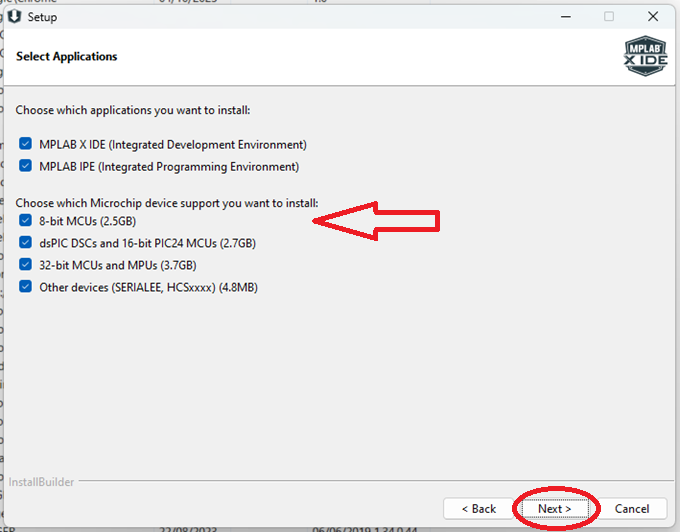 Setup
Select Applications
MPLAB
X IDE
Choose which applications you want to install:
MPLAB X IDE (Integrated Development Environment)
MPLAB IPE (Integrated Programming Environment)
Choose which Microchip device support you want to install:
8-bit MCUs (2.5GB)
dsPIC DSCs and 16-bit PIC24 MCUs (2.7GB)
32-bit MCUs and MPUs (3.7GB)
Other devices (SERIALEE, HCSxxxx) (4.8MB)
InstallBuilder
< Back
Next >
Cancel
22/08/2023